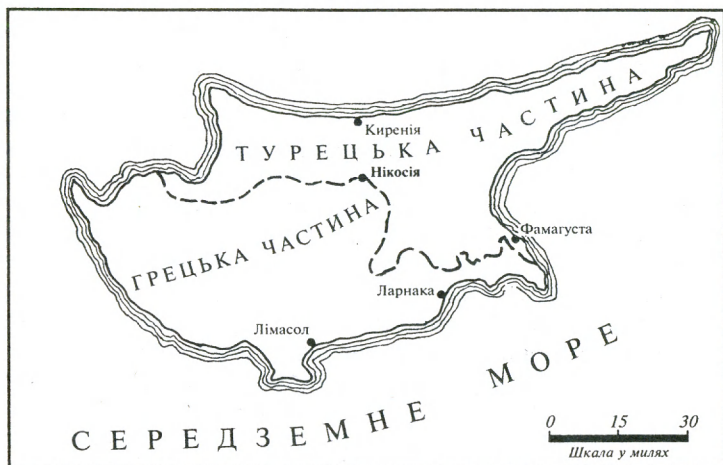 Киренія
ТУРЕЦЬКА ЧАСТИНА
Нікосія
ГРЕЦЬКА ЧАСТИНА
Фамагуста
Ларнака
Лімасол
СЕРЕДЗЕМНЕ МОРЕ
0 15 30
Шкала у милях